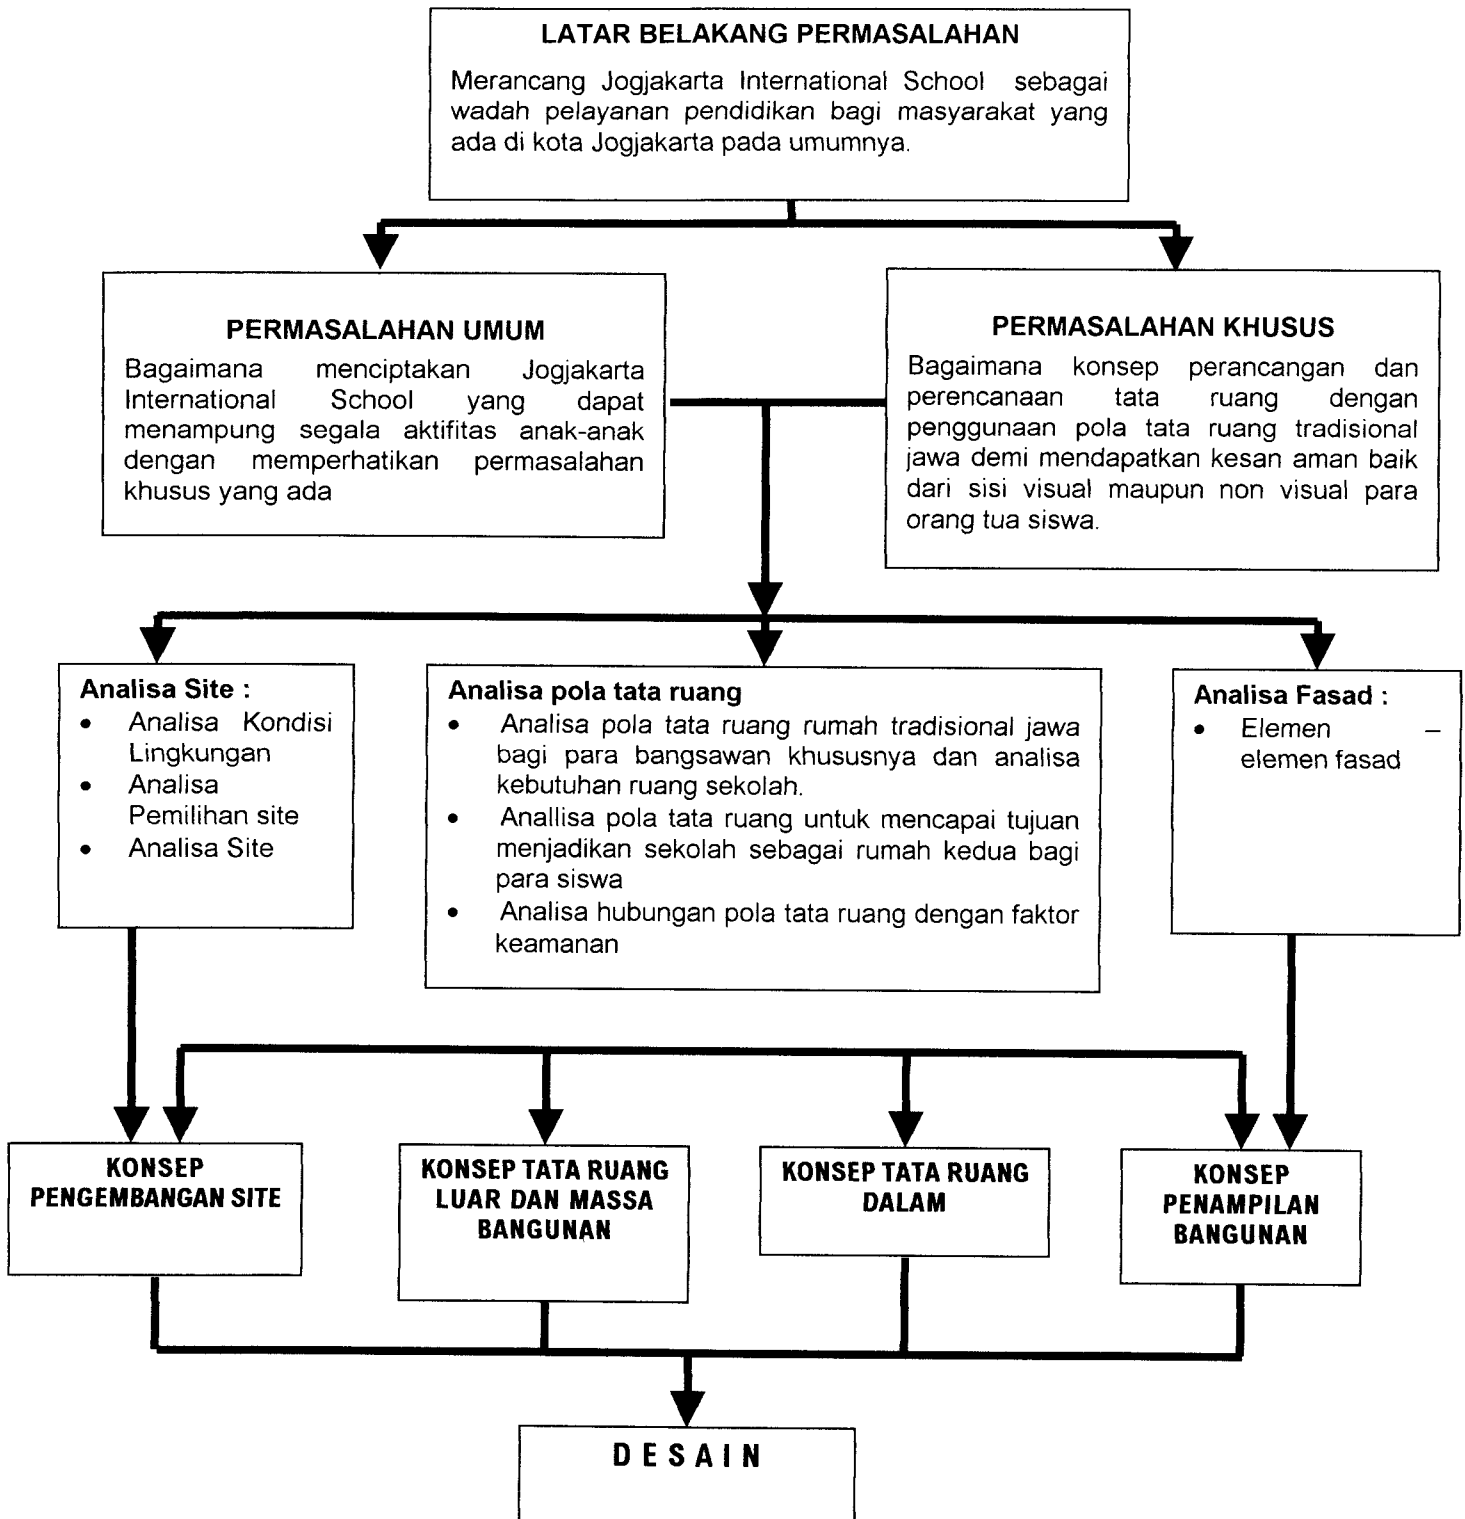 LATAR BELAKANG PERMASALAHAN
Merancang Jogjakarta International School sebagai
wadah pelayanan pendidikan bagi masyarakat yang
ada di kota Jogjakarta pada umumnya.
PERMASALAHAN UMUM
Bagaimana menciptakan Jogjakarta
International School yang dapat
menampung segala aktifitas anak-anak
dengan memperhatikan permasalahan
khusus yang ada
PERMASALAHAN KHUSUS
Bagaimana konsep perancangan dan
perencanaan tata ruang dengan
penggunaan pola tata ruang tradisional
jawa demi mendapatkan kesan aman baik
dari sisi visual maupun non visual para
orang tua siswa.
Analisa Site :
• Analisa Kondisi
Lingkungan
• Analisa
Pemilihan site
• Analisa Site
Analisa pola tata ruang
• Analisa pola tata ruang rumah tradisional jawa
bagi para bangsawan khususnya dan analisa
kebutuhan ruang sekolah.
• Anallisa pola tata ruang untuk mencapai tujuan
menjadikan sekolah sebagai rumah kedua bagi
para siswa
• Analisa hubungan pola tata ruang dengan faktor
keamanan
Analisa Fasad :
• Elemen –
elemen fasad
KONSEP
PENGEMBANGAN SITE
KONSEP TATA RUANG
LUAR DAN MASSA
BANGUNAN
KONSEP TATA RUANG
DALAM
KONSEP
PENAMPILAN
BANGUNAN
D E S A I N